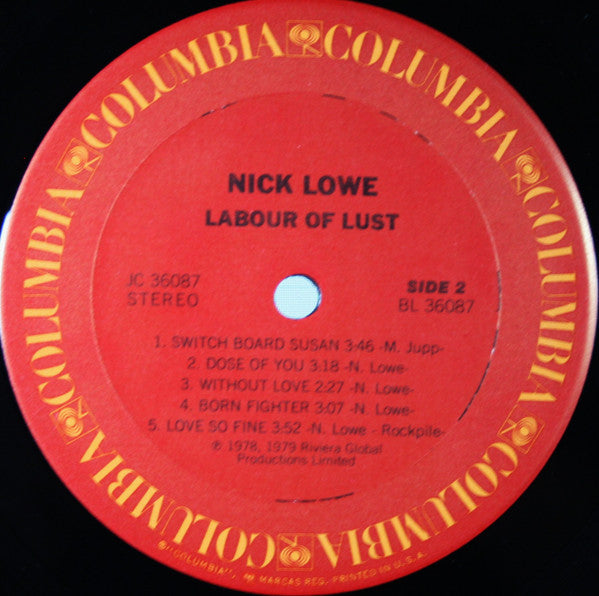 COLUMBIA COLUMBIA COLUMBIA COLUMBIA COLUMBIA COLUMBIA
NICK LOWE
LABOUR OF LUST
JC 36087
STEREO
SIDE 2
BL 36087
1. SWITCH BOARD SUSAN 3:46 -M. Jupp-
2. DOSE OF YOU 3:18 -N. Lowe-
3. WITHOUT LOVE 2:27 -N. Lowe-
4. BORN FIGHTER 3:07 -N. Lowe-
5. LOVE SO FINE 3:52 -N. Lowe - Rockpile-
℗ 1978, 1979 Riviera Global
Productions Limited
"COLUMBIA", MARCAS REG. PRINTED IN U.S.A.